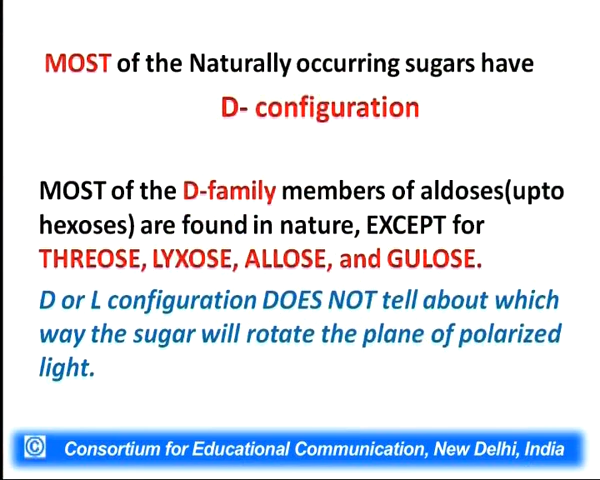 MOST of the Naturally occurring sugars have
D- configuration
MOST of the D-family members of aldoses(upto
hexoses) are found in nature, EXCEPT for
THREOSE, LYXOSE, ALLOSE, and GULOSE.
D or L configuration DOES NOT tell about which
way the sugar will rotate the plane of polarized
light.
© Consortium for Educational Communication, New Delhi, India